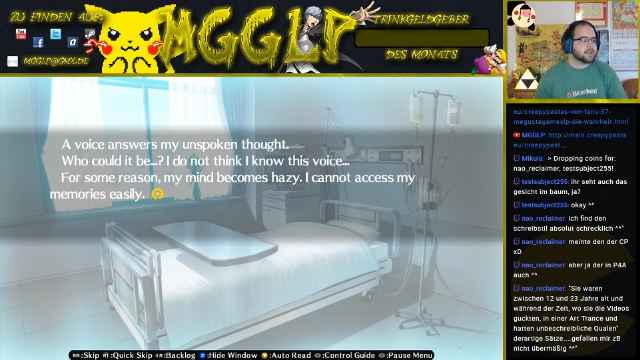 ZU FINDEN AUF:
MGGLP@GMX.DE
MGGLP
TRINKGELDGEBER
DES MONATS
A voice answers my unspoken thought.
Who could it be...? I do not think I know this voice...
For some reason, my mind becomes hazy. I cannot access my
memories easily.
:Skip :Quick Skip :Backlog :Hide Window :Auto Read :Control Guide :Pause Menu
eu/creepypastas-von-fans-37-
megustagameslp-die-wahrheit.html
MGGLP: http://main.creepypasta.
eu/creepypast...
Mikuia: > Dropping coins for:
nao_reclaimer, testsubject255!
testsubject255: ihr seht auch das
gesicht im baum, ja?
testsubject255: okay ^^
nao_reclaimer: Ich find den
schreibstil absolut schrecklich ^^"
nao_reclaimer: meinte den der CP
xD
nao_reclaimer: aber ja der in P4A
auch ^^
nao_reclaimer: "Sie waren
zwischen 12 und 23 Jahre alt und
während der Zeit, wo sie die Videos
guckten, in einer Art Trance und
hatten unbeschreibliche Qualen"
derartige Sätze....gefallen mir zB
nicht übermäßig ^^